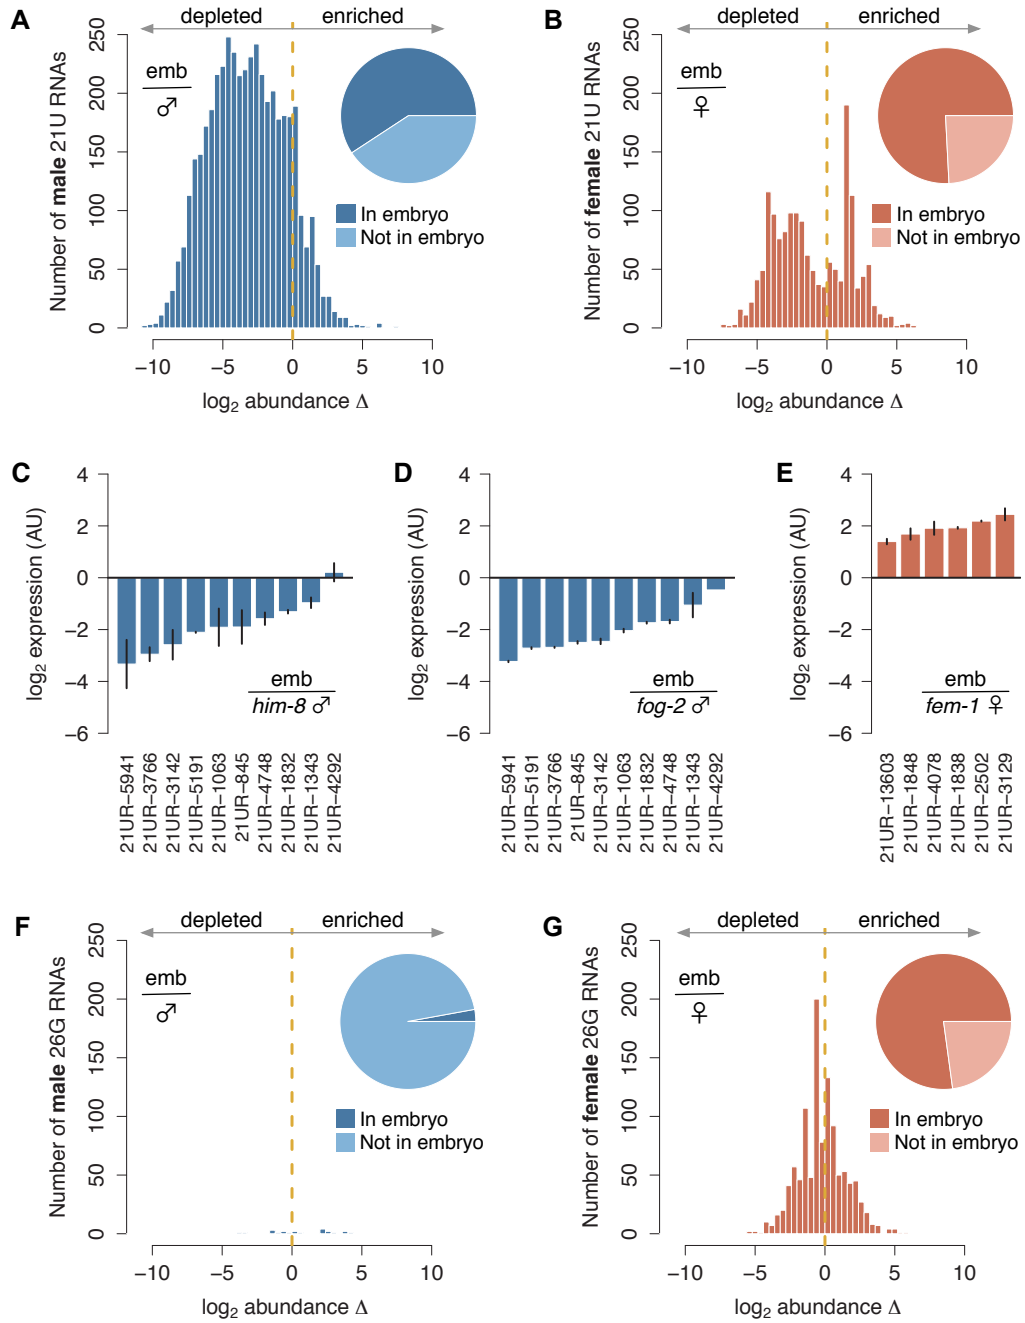 A
depleted
enriched
Number of male 21U RNAs
250
200
150
100
50
0
emb
♂
In embryo
Not in embryo
−10
−5
0
5
10
log2 abundance Δ
B
depleted
enriched
Number of female 21U RNAs
250
200
150
100
50
0
emb
♀
In embryo
Not in embryo
−10
−5
0
5
10
log2 abundance Δ
C
log2 expression (AU)
4
2
0
−2
−4
−6
emb
him-8 ♂
21UR−5941
21UR−3766
21UR−3142
21UR−5191
21UR−1063
21UR−845
21UR−4748
21UR−1832
21UR−1343
21UR−4292
D
log2 expression (AU)
4
2
0
−2
−4
−6
emb
fog-2 ♂
21UR−5941
21UR−5191
21UR−3766
21UR−845
21UR−3142
21UR−1063
21UR−1832
21UR−4748
21UR−1343
21UR−4292
E
log2 expression (AU)
4
2
0
−2
−4
−6
emb
fem-1 ♀
21UR−13603
21UR−1848
21UR−4078
21UR−1838
21UR−2502
21UR−3129
F
depleted
enriched
Number of male 26G RNAs
250
200
150
100
50
0
emb
♂
In embryo
Not in embryo
−10
−5
0
5
10
log2 abundance Δ
G
depleted
enriched
Number of female 26G RNAs
250
200
150
100
50
0
emb
♀
In embryo
Not in embryo
−10
−5
0
5
10
log2 abundance Δ